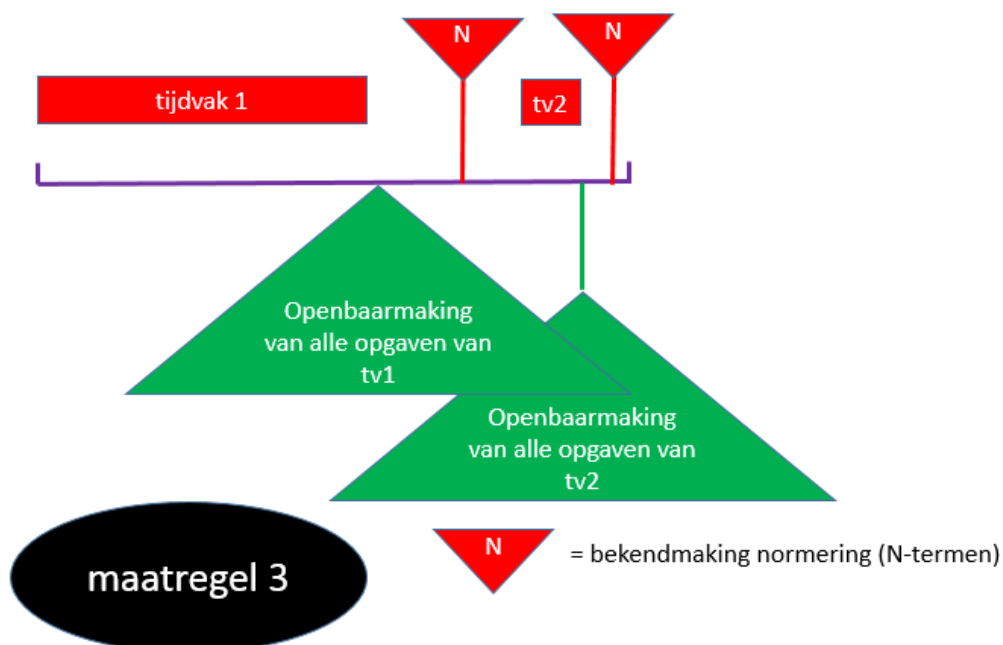 N
N
tijdvak 1
tv2
Openbaarmaking
van alle opgaven van
tv1
Openbaarmaking
van alle opgaven van
tv2
maatregel 3
N
= bekendmaking normering (N-termen)